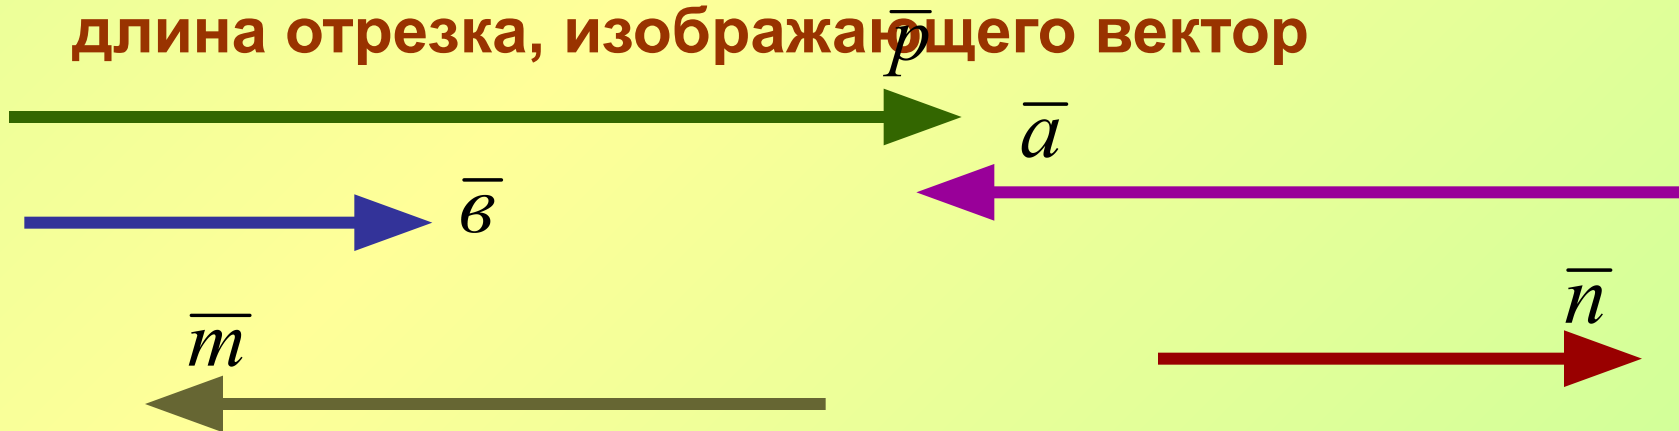 длина отрезка, изображающего вектор
p̅
a̅
в̅
n̅
m̅